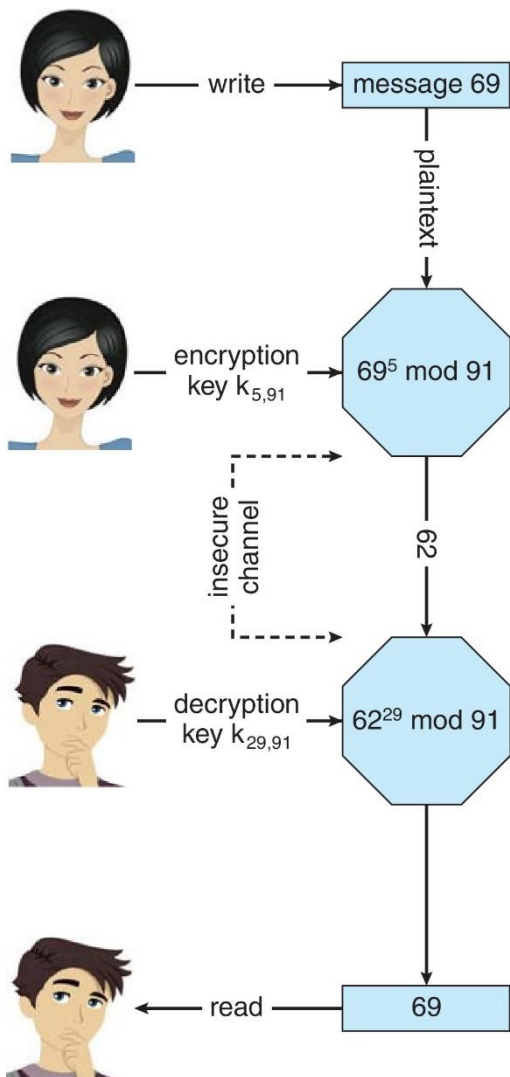 write
message 69
plaintext
encryption
key k5,91
69⁵ mod 91
insecure
channel
62
decryption
key k29,91
62²⁹ mod 91
read
69